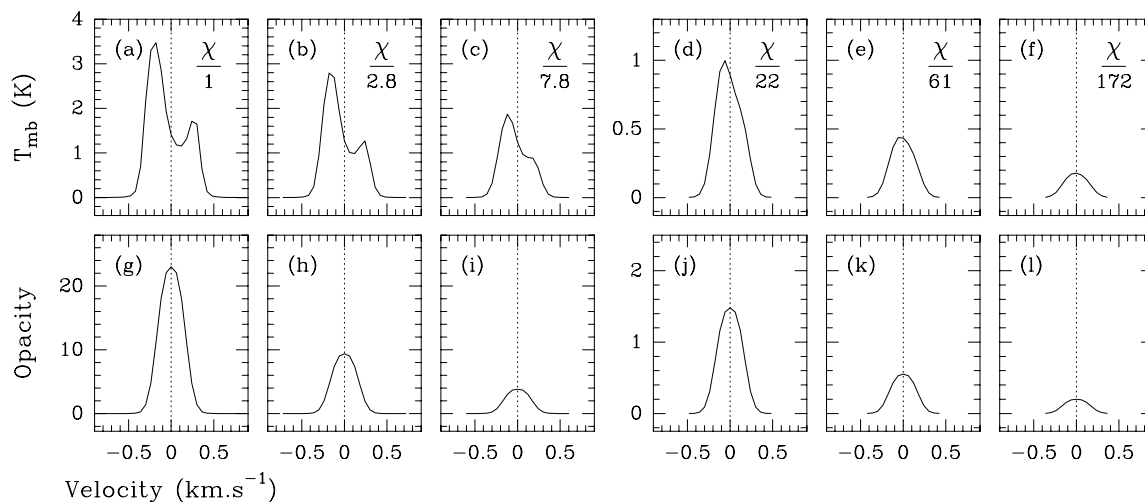 4
3
2
1
0
T_mb (K)
(a) χ/1
(b) χ/2.8
(c) χ/7.8
1
0.5
0
(d) χ/22
(e) χ/61
(f) χ/172
20
10
0
Opacity
(g)
(h)
(i)
2
1
0
(j)
(k)
(l)
−0.5 0 0.5 −0.5 0 0.5 −0.5 0 0.5 −0.5 0 0.5 −0.5 0 0.5 −0.5 0 0.5
Velocity (km.s⁻¹)